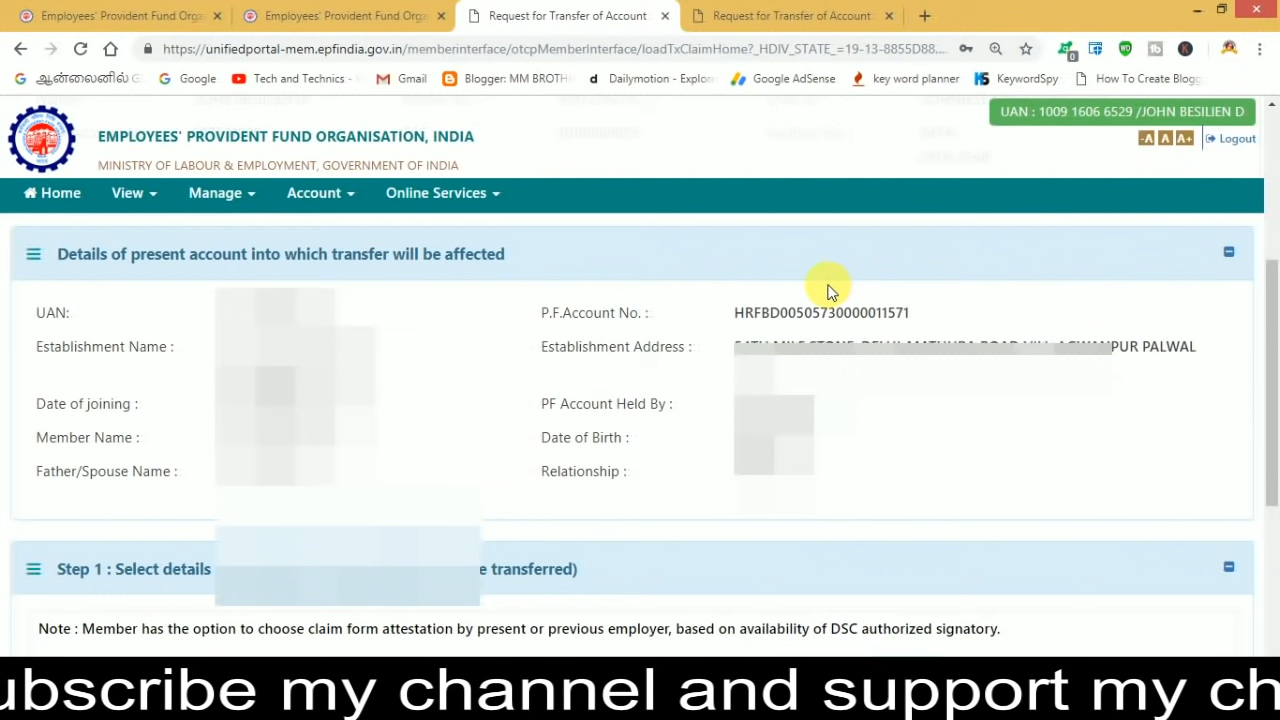 Employees' Provident Fund Orga
Employees' Provident Fund Organ
Request for Transfer of Account
Request for Transfer of Account
https://unifiedportal-mem.epfindia.gov.in/memberinterface/otcpMemberInterface/loadTxClaimHome?_HDIV_STATE_=19-13-8855D88....
ஆன்லைனில் G
Google
Tech and Technics -
Gmail
Blogger: MM BROTH
Dailymotion - Explor
Google AdSense
key word planner
KeywordSpy
How To Create Blogg
UAN : 1009 1606 6529 /JOHN BESILIEN D
EMPLOYEES' PROVIDENT FUND ORGANISATION, INDIA
-A A A+ Logout
MINISTRY OF LABOUR & EMPLOYMENT, GOVERNMENT OF INDIA
Home View Manage Account Online Services
Details of present account into which transfer will be affected
UAN: P.F.Account No. : HRFBD00505730000011571
Establishment Name : Establishment Address : PALWAL
Date of joining : PF Account Held By :
Member Name : Date of Birth :
Father/Spouse Name : Relationship :
Step 1 : Select details e transferred)
Note : Member has the option to choose claim form attestation by present or previous employer, based on availability of DSC authorized signatory.
ubscribe my channel and support my ch